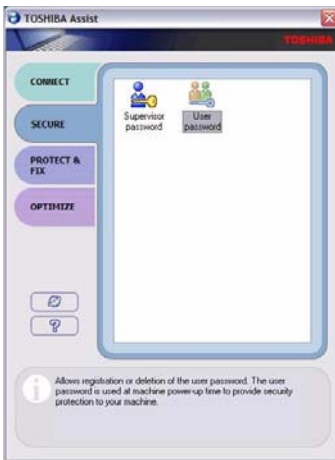 TOSHIBA Assist
TOSHIBA
CONNECT
SECURE
PROTECT &
FIX
OPTIMIZE
Supervisor
password
User
password
?
i
Allows registration or deletion of the user password. The user
password is used at machine power-up time to provide security
protection to your machine.